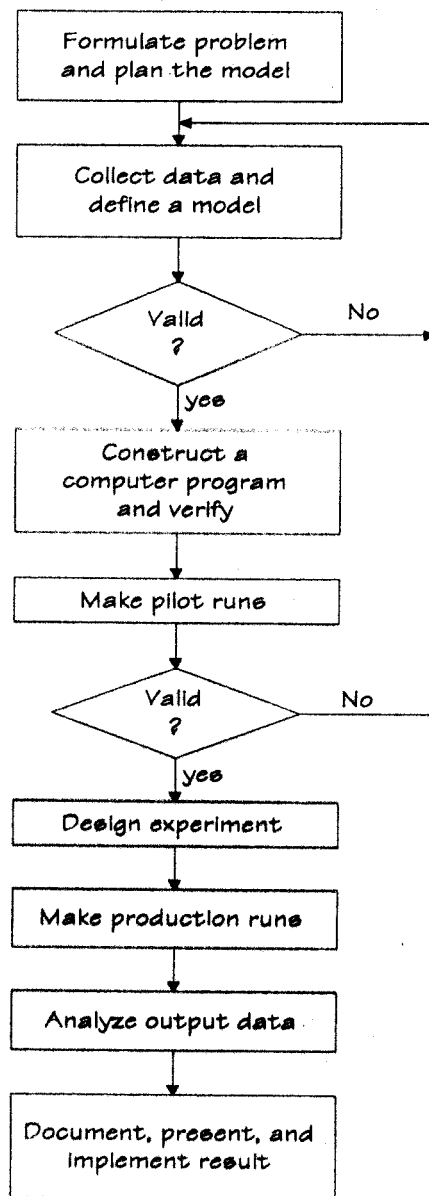 Formulate problem
and plan the model
Collect data and
define a model
Valid
?
No
yes
Construct a
computer program
and verify
Make pilot runs
Valid
?
No
yes
Design experiment
Make production runs
Analyze output data
Document, present, and
implement result